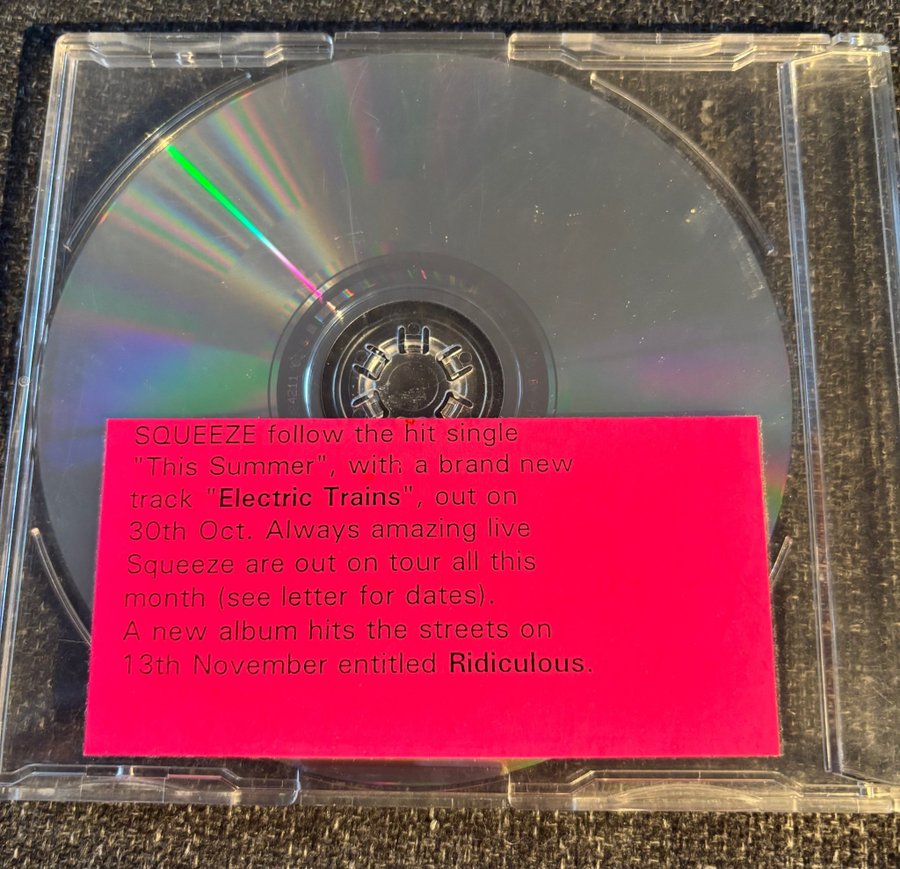 SQUEEZE follow the hit single
"This Summer", with a brand new
track "Electric Trains", out on
30th Oct. Always amazing live
Squeeze are out on tour all this
month (see letter for dates).
A new album hits the streets on
13th November entitled Ridiculous.